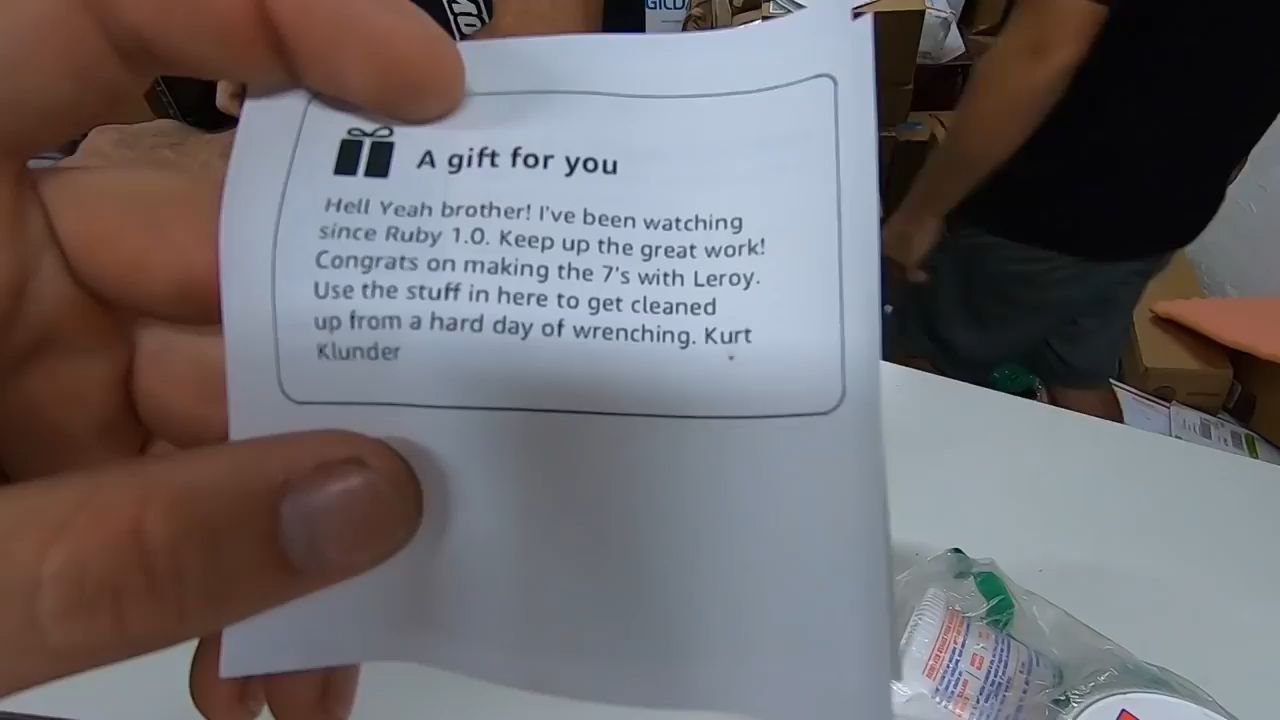 A gift for you
Hell Yeah brother! I've been watching
since Ruby 1.0. Keep up the great work!
Congrats on making the 7's with Leroy.
Use the stuff in here to get cleaned
up from a hard day of wrenching. Kurt
Klunder